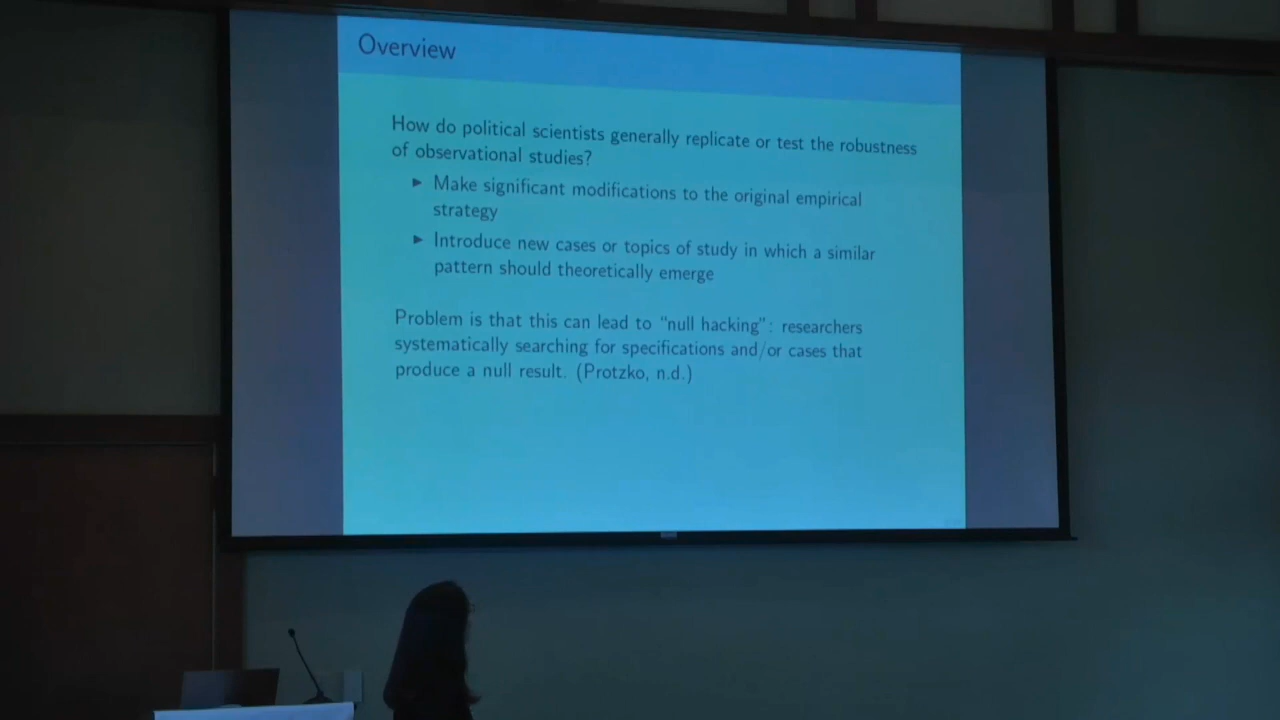 Overview
How do political scientists generally replicate or test the robustness
of observational studies?
▶ Make significant modifications to the original empirical
strategy
▶ Introduce new cases or topics of study in which a similar
pattern should theoretically emerge
Problem is that this can lead to “null hacking”: researchers
systematically searching for specifications and/or cases that
produce a null result. (Protzko, n.d.)